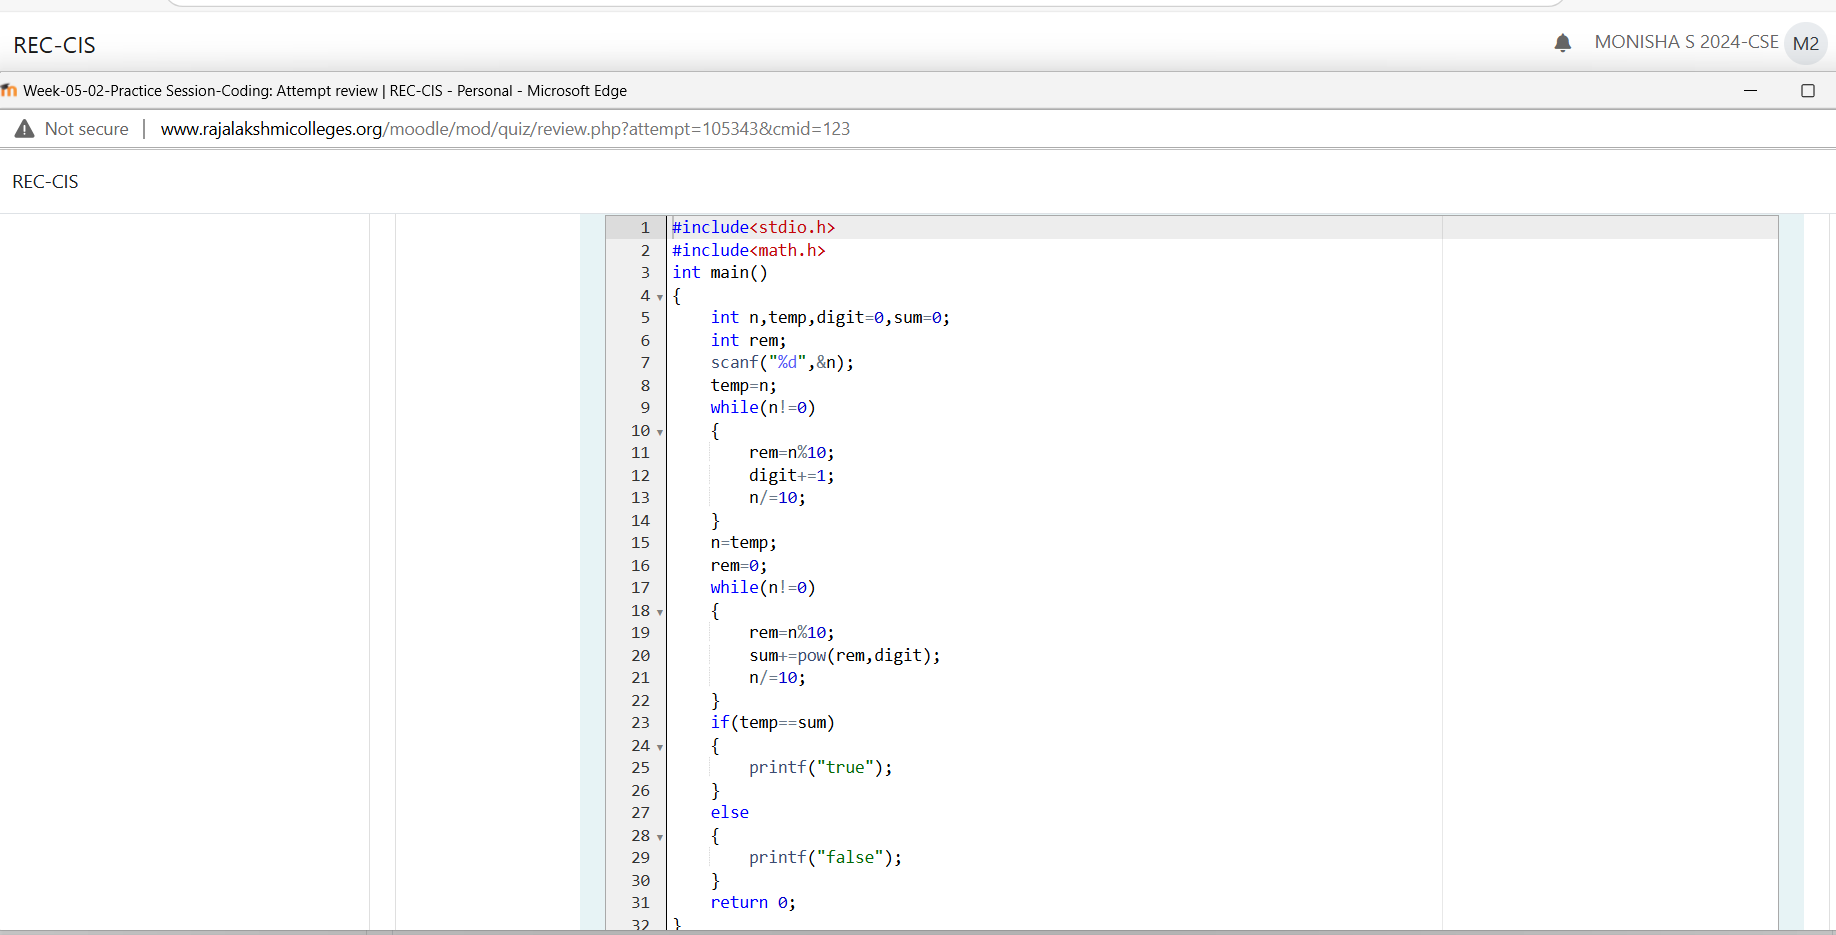 REC-CIS
MONISHA S 2024-CSE M2
Week-05-02-Practice Session-Coding: Attempt review | REC-CIS - Personal - Microsoft Edge
Not secure | www.rajalakshmicolleges.org/moodle/mod/quiz/review.php?attempt=105343&cmid=123
REC-CIS
1 #include<stdio.h>
2 #include<math.h>
3 int main()
4 {
5     int n,temp,digit=0,sum=0;
6     int rem;
7     scanf("%d",&n);
8     temp=n;
9     while(n!=0)
10     {
11         rem=n%10;
12         digit+=1;
13         n/=10;
14     }
15     n=temp;
16     rem=0;
17     while(n!=0)
18     {
19         rem=n%10;
20         sum+=pow(rem,digit);
21         n/=10;
22     }
23     if(temp==sum)
24     {
25         printf("true");
26     }
27     else
28     {
29         printf("false");
30     }
31     return 0;
32 }